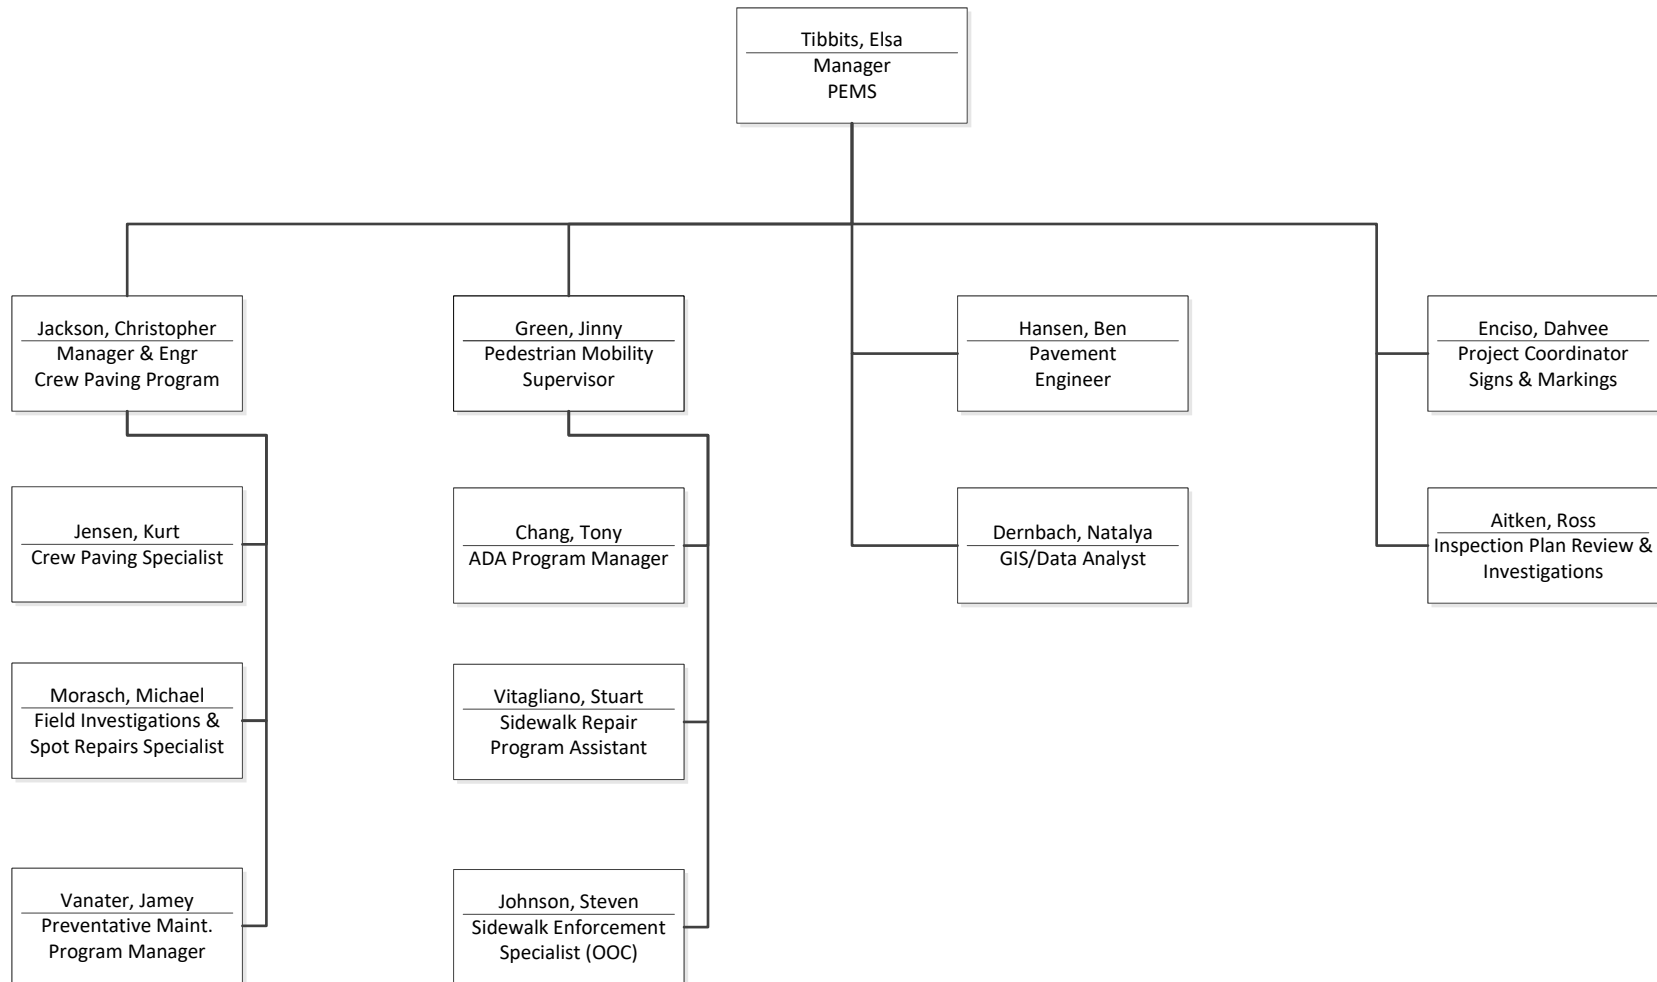 Tibbits, Elsa
Manager
PEMS
Jackson, Christopher
Manager & Engr
Crew Paving Program
Green, Jinny
Pedestrian Mobility
Supervisor
Hansen, Ben
Pavement
Engineer
Enciso, Dahvee
Project Coordinator
Signs & Markings
Jensen, Kurt
Crew Paving Specialist
Chang, Tony
ADA Program Manager
Dernbach, Natalya
GIS/Data Analyst
Aitken, Ross
Inspection Plan Review &
Investigations
Morasch, Michael
Field Investigations &
Spot Repairs Specialist
Vitagliano, Stuart
Sidewalk Repair
Program Assistant
Vanater, Jamey
Preventative Maint.
Program Manager
Johnson, Steven
Sidewalk Enforcement
Specialist (OOC)